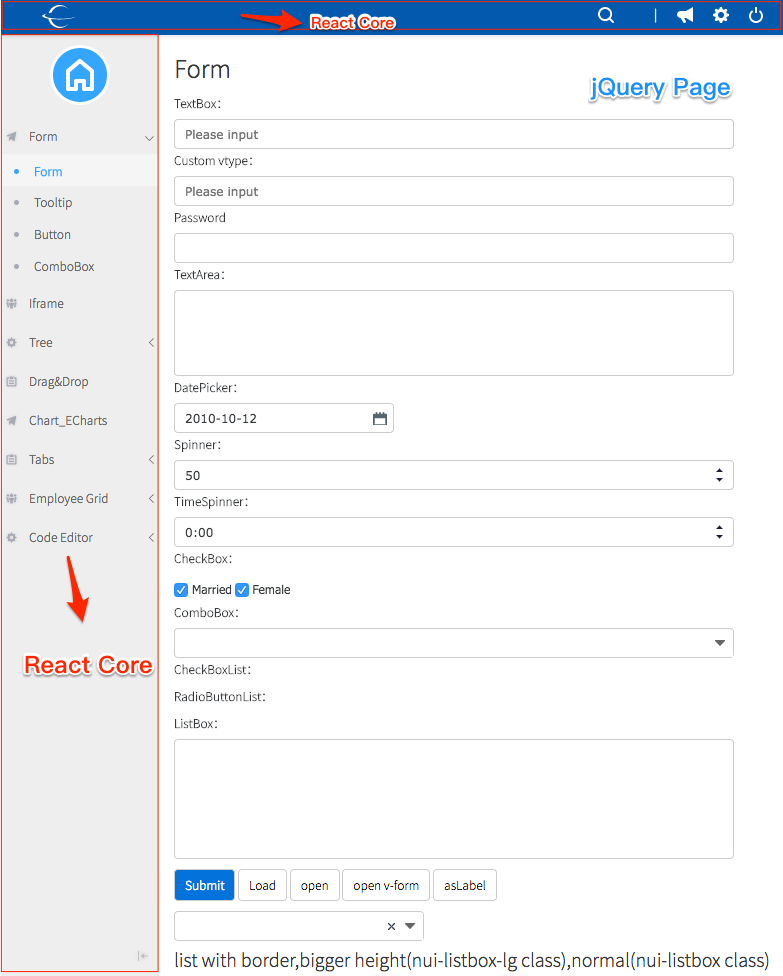 React Core
Form
Form
Tooltip
Button
ComboBox
Iframe
Tree
Drag&Drop
Chart_ECharts
Tabs
Employee Grid
Code Editor
React Core
Form
jQuery Page
TextBox:
Please input
Custom vtype:
Please input
Password
TextArea:
DatePicker:
2010-10-12
Spinner:
50
TimeSpinner:
0:00
CheckBox:
Married Female
ComboBox:
CheckBoxList:
RadioButtonList:
ListBox:
Submit Load open open v-form asLabel
list with border,bigger height(nui-listbox-lg class),normal(nui-listbox class)